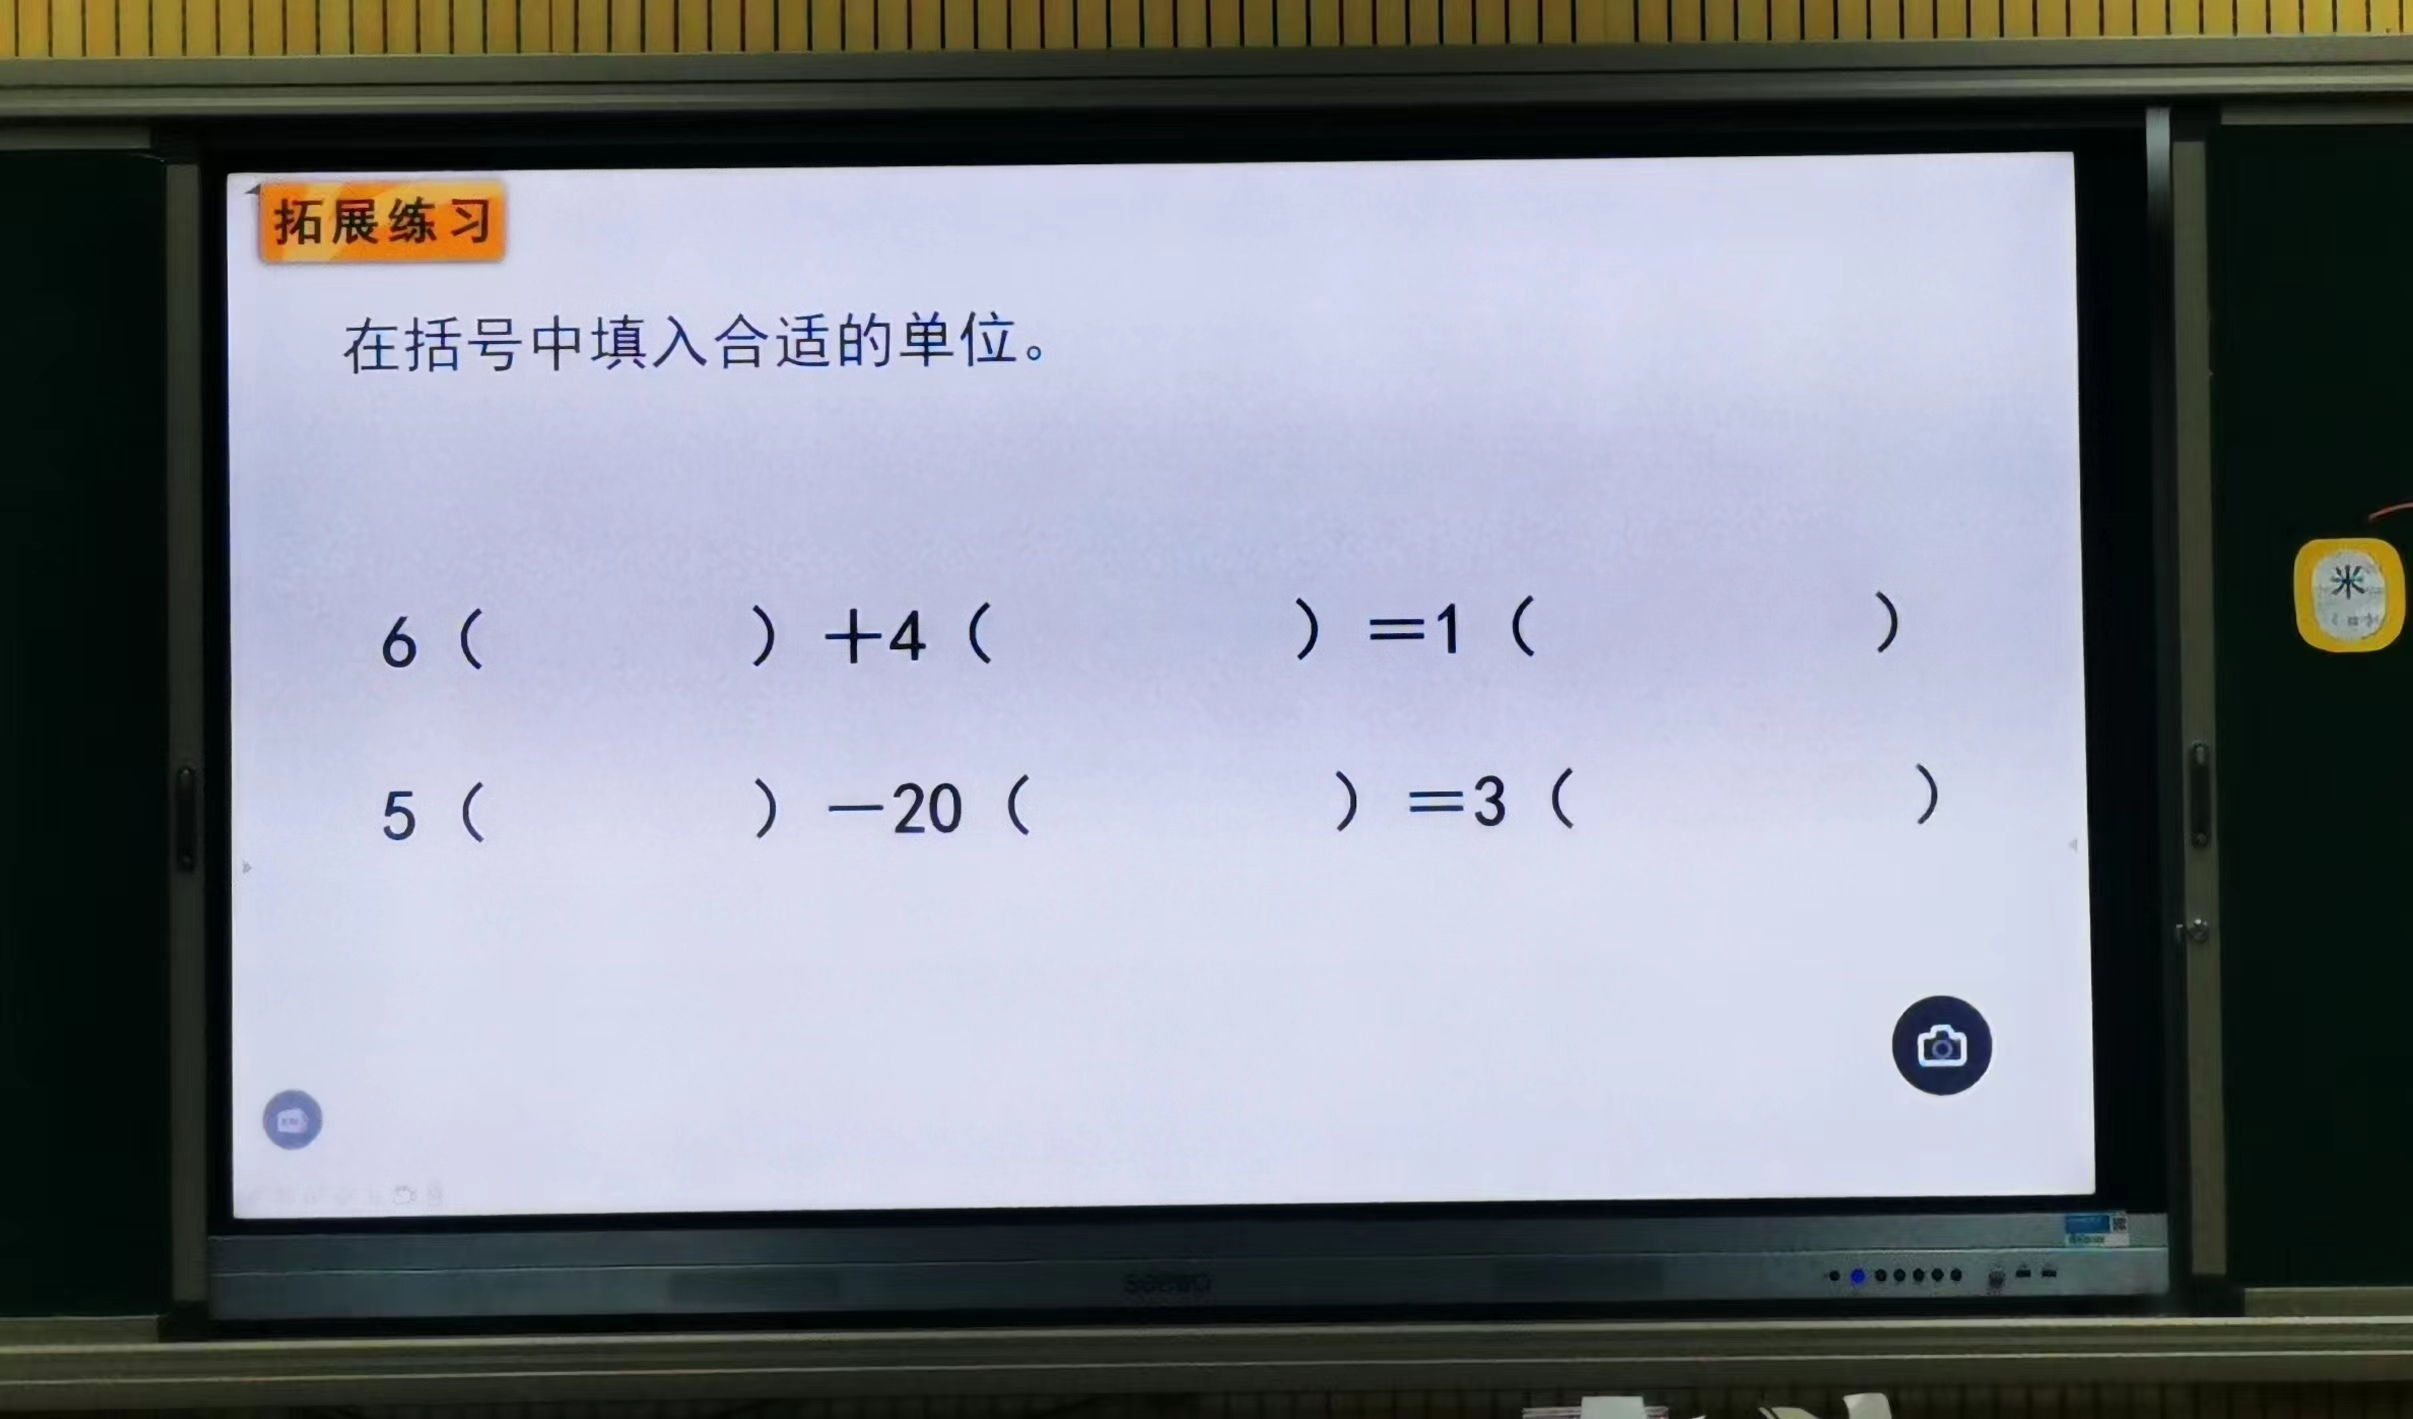 拓展练习
在括号中填入合适的单位。
6（ ）＋4（ ）＝1（ ）
5（ ）－20（ ）＝3（ ）
米